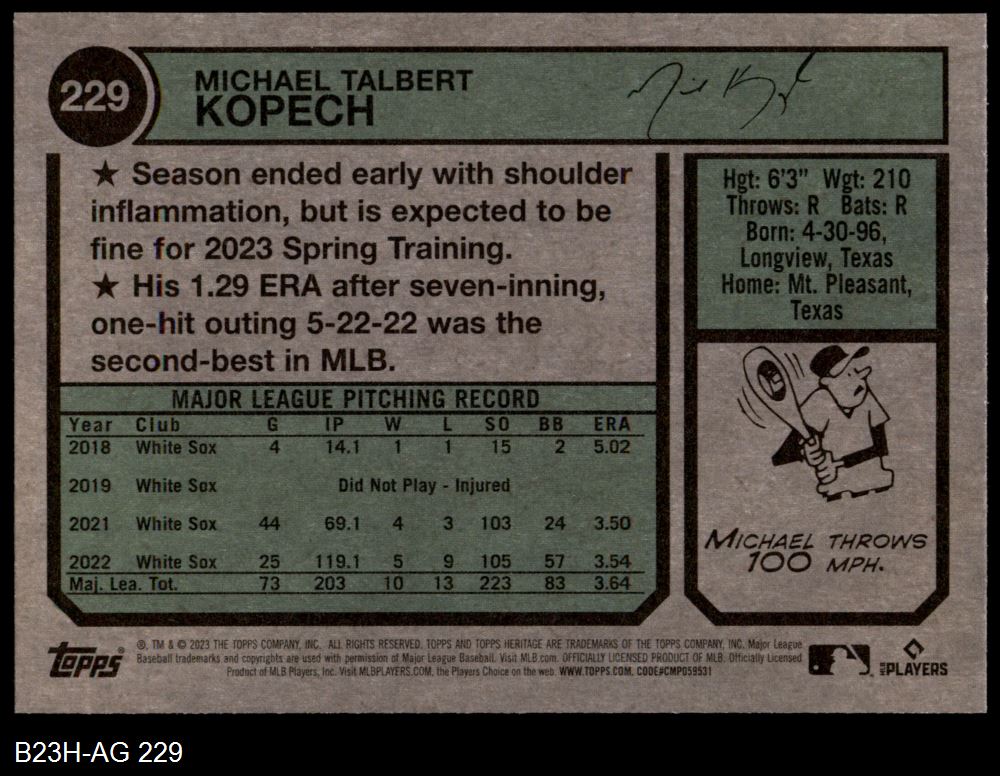 229
MICHAEL TALBERT
KOPECH
★ Season ended early with shoulder
inflammation, but is expected to be
fine for 2023 Spring Training.
★ His 1.29 ERA after seven-inning,
one-hit outing 5-22-22 was the
second-best in MLB.
MAJOR LEAGUE PITCHING RECORD
Year Club G IP W L SO BB ERA
2018 White Sox 4 14.1 1 1 15 2 5.02
2019 White Sox Did Not Play - Injured
2021 White Sox 44 69.1 4 3 103 24 3.50
2022 White Sox 25 119.1 5 9 105 57 3.54
Maj. Lea. Tot. 73 203 10 13 223 83 3.64
Hgt: 6'3" Wgt: 210
Throws: R Bats: R
Born: 4-30-96,
Longview, Texas
Home: Mt. Pleasant,
Texas
MICHAEL THROWS
100 MPH.
topps
®, TM & © 2023 THE TOPPS COMPANY, INC. ALL RIGHTS RESERVED. TOPPS AND TOPPS HERITAGE ARE TRADEMARKS OF THE TOPPS COMPANY, INC. Major League
Baseball trademarks and copyrights are used with permission of Major League Baseball. Visit MLB.com. OFFICIALLY LICENSED PRODUCT OF MLB. Officially Licensed
Product of MLB Players, Inc. Visit MLBPLAYERS.COM, the Players Choice on the web. WWW.TOPPS.COM. CODE#CMP059531
MLB PLAYERS
B23H-AG 229